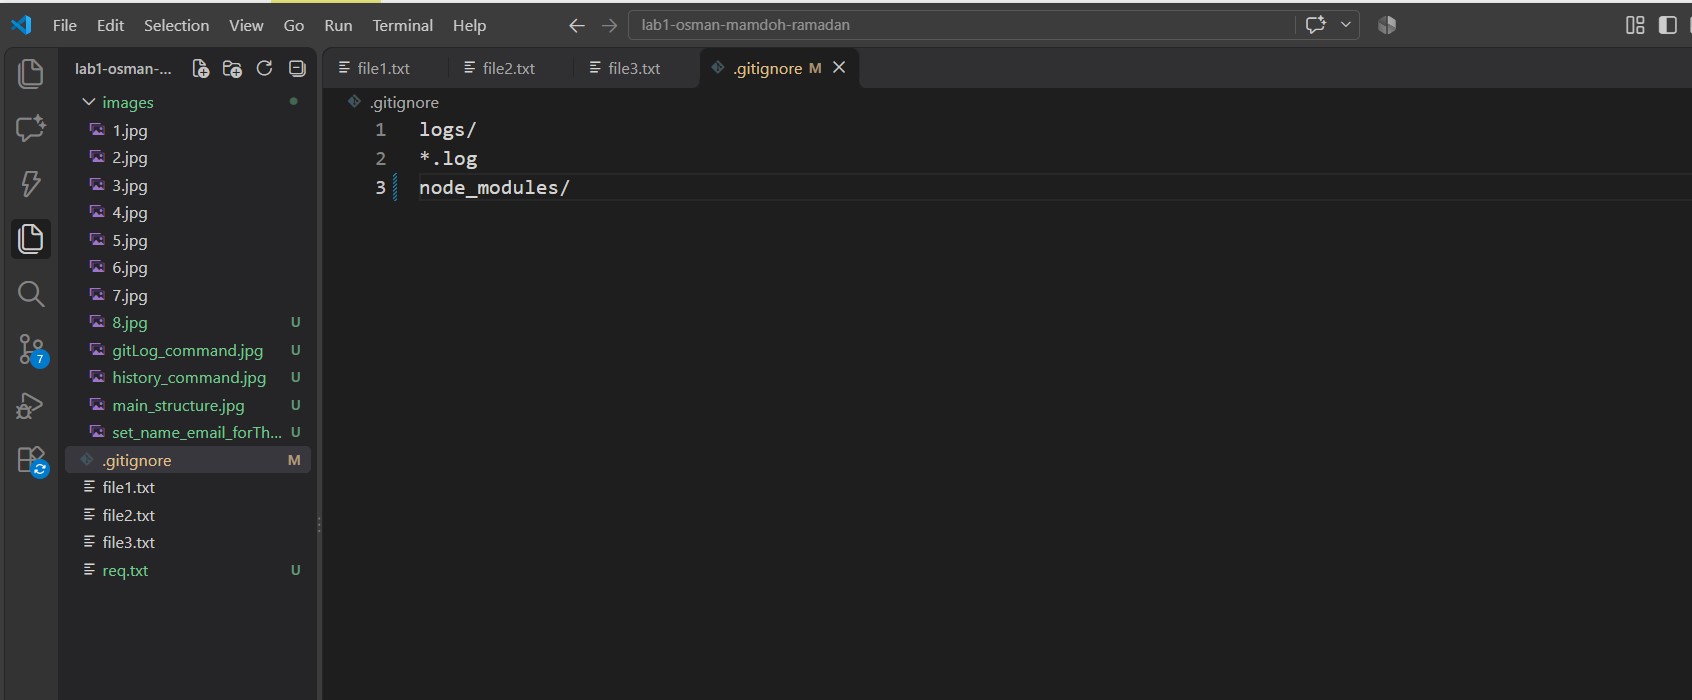 File Edit Selection View Go Run Terminal Help
lab1-osman-mamdoh-ramadan
lab1-osman-...
file1.txt
file2.txt
file3.txt
.gitignore M
images
1.jpg
2.jpg
3.jpg
4.jpg
5.jpg
6.jpg
7.jpg
8.jpg U
gitLog_command.jpg U
history_command.jpg U
main_structure.jpg U
set_name_email_forTh... U
.gitignore M
file1.txt
file2.txt
file3.txt
req.txt U
7
.gitignore
1 logs/
2 *.log
3 node_modules/